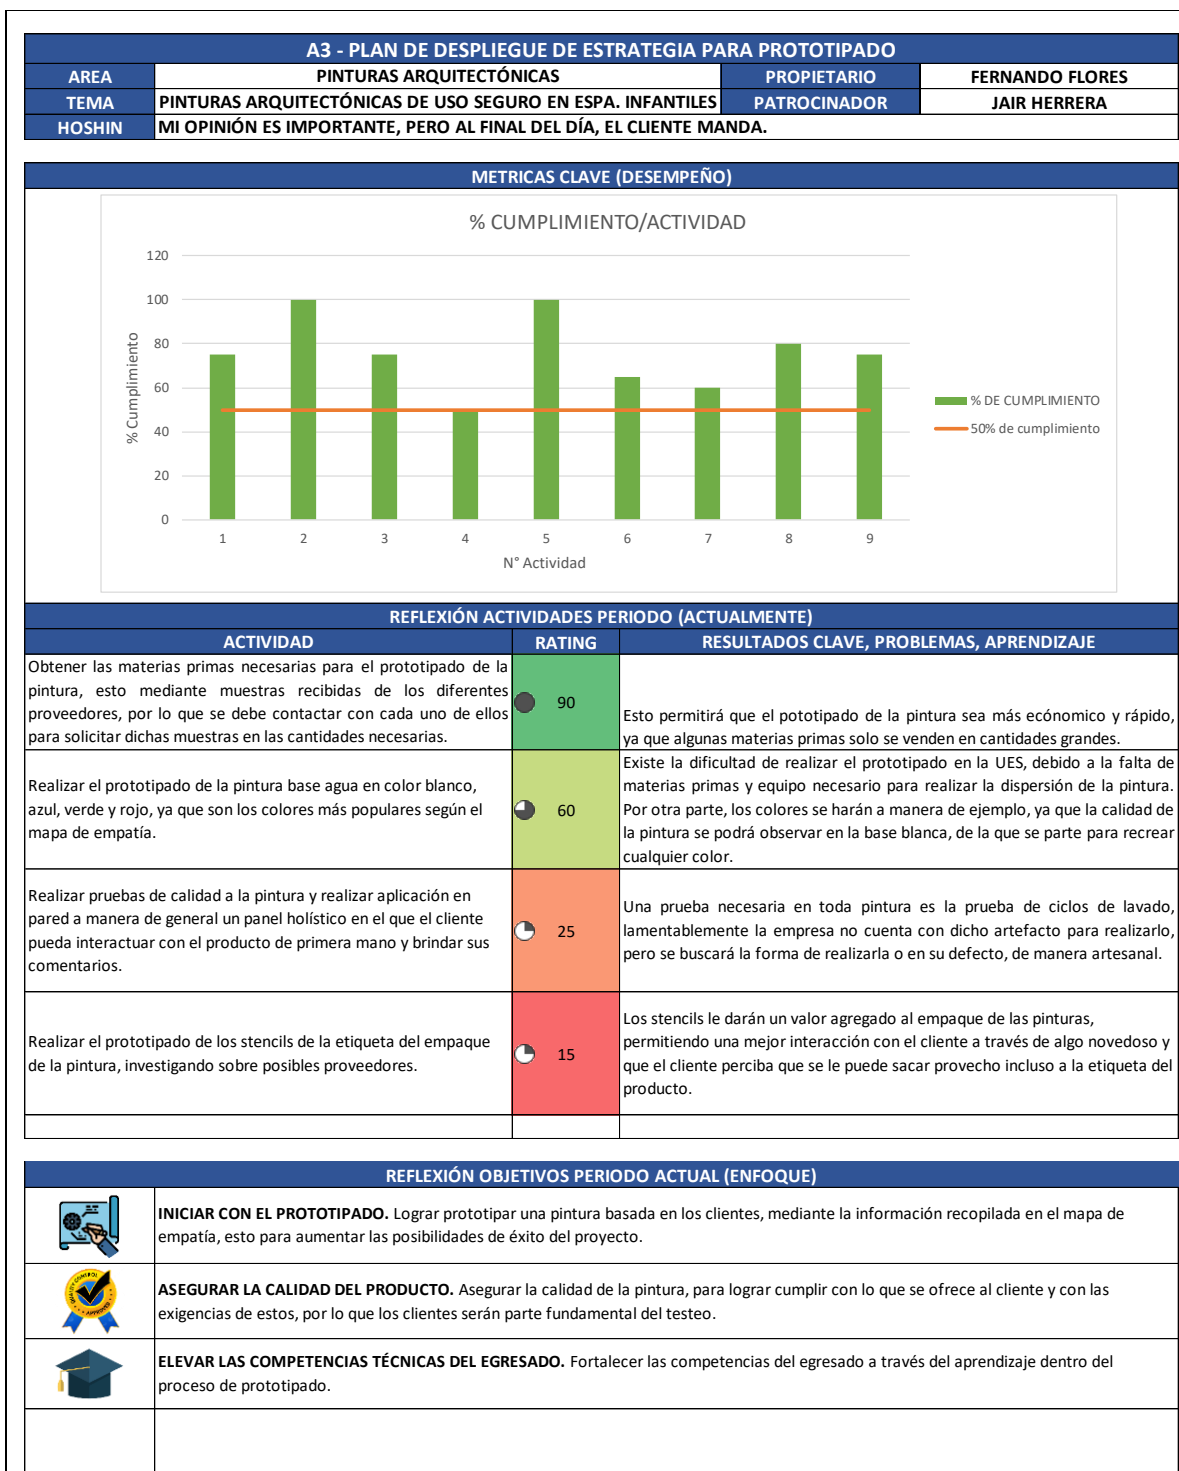 A3 - PLAN DE DESPLIEGUE DE ESTRATEGIA PARA PROTOTIPADO
AREA PINTURAS ARQUITECTÓNICAS PROPIETARIO FERNANDO FLORES
TEMA PINTURAS ARQUITECTÓNICAS DE USO SEGURO EN ESPA. INFANTILES PATROCINADOR JAIR HERRERA
HOSHIN MI OPINIÓN ES IMPORTANTE, PERO AL FINAL DEL DÍA, EL CLIENTE MANDA.
METRICAS CLAVE (DESEMPEÑO)
% CUMPLIMIENTO/ACTIVIDAD
120
100
80
60
40
20
0
% Cumplimiento
1 2 3 4 5 6 7 8 9
N° Actividad
% DE CUMPLIMIENTO
50% de cumplimiento
REFLEXIÓN ACTIVIDADES PERIODO (ACTUALMENTE)
ACTIVIDAD RATING RESULTADOS CLAVE, PROBLEMAS, APRENDIZAJE
Obtener las materias primas necesarias para el prototipado de la
pintura, esto mediante muestras recibidas de los diferentes
proveedores, por lo que se debe contactar con cada uno de ellos
para solicitar dichas muestras en las cantidades necesarias.
90
Esto permitirá que el pototipado de la pintura sea más ecónomico y rápido,
ya que algunas materias primas solo se venden en cantidades grandes.
Realizar el prototipado de la pintura base agua en color blanco,
azul, verde y rojo, ya que son los colores más populares según el
mapa de empatía.
60
Existe la dificultad de realizar el prototipado en la UES, debido a la falta de
materias primas y equipo necesario para realizar la dispersión de la pintura.
Por otra parte, los colores se harán a manera de ejemplo, ya que la calidad de
la pintura se podrá observar en la base blanca, de la que se parte para recrear
cualquier color.
Realizar pruebas de calidad a la pintura y realizar aplicación en
pared a manera de general un panel holístico en el que el cliente
pueda interactuar con el producto de primera mano y brindar sus
comentarios.
25
Una prueba necesaria en toda pintura es la prueba de ciclos de lavado,
lamentablemente la empresa no cuenta con dicho artefacto para realizarlo,
pero se buscará la forma de realizarla o en su defecto, de manera artesanal.
Realizar el prototipado de los stencils de la etiqueta del empaque
de la pintura, investigando sobre posibles proveedores.
15
Los stencils le darán un valor agregado al empaque de las pinturas,
permitiendo una mejor interacción con el cliente a través de algo novedoso y
que el cliente perciba que se le puede sacar provecho incluso a la etiqueta del
producto.
REFLEXIÓN OBJETIVOS PERIODO ACTUAL (ENFOQUE)
INICIAR CON EL PROTOTIPADO. Lograr prototipar una pintura basada en los clientes, mediante la información recopilada en el mapa de
empatía, esto para aumentar las posibilidades de éxito del proyecto.
ASEGURAR LA CALIDAD DEL PRODUCTO. Asegurar la calidad de la pintura, para lograr cumplir con lo que se ofrece al cliente y con las
exigencias de estos, por lo que los clientes serán parte fundamental del testeo.
ELEVAR LAS COMPETENCIAS TÉCNICAS DEL EGRESADO. Fortalecer las competencias del egresado a través del aprendizaje dentro del
proceso de prototipado.